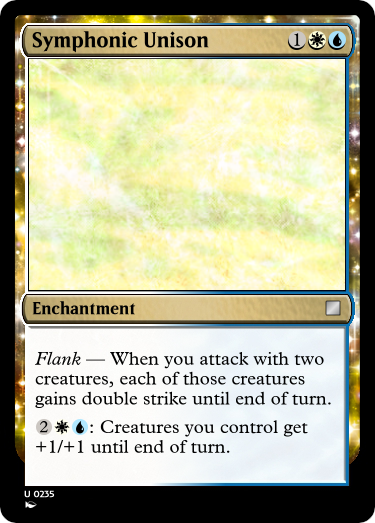 Symphonic Unison 1
Enchantment
Flank — When you attack with two
creatures, each of those creatures
gains double strike until end of turn.
2 : Creatures you control get
+1/+1 until end of turn.
U 0235